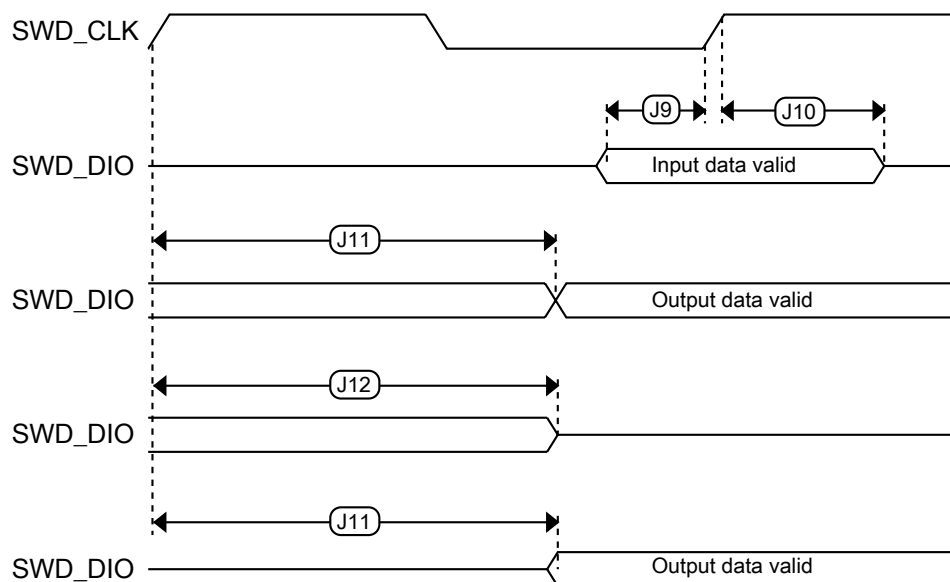 SWD_CLK
J9
J10
SWD_DIO
Input data valid
J11
SWD_DIO
Output data valid
J12
SWD_DIO
J11
SWD_DIO
Output data valid